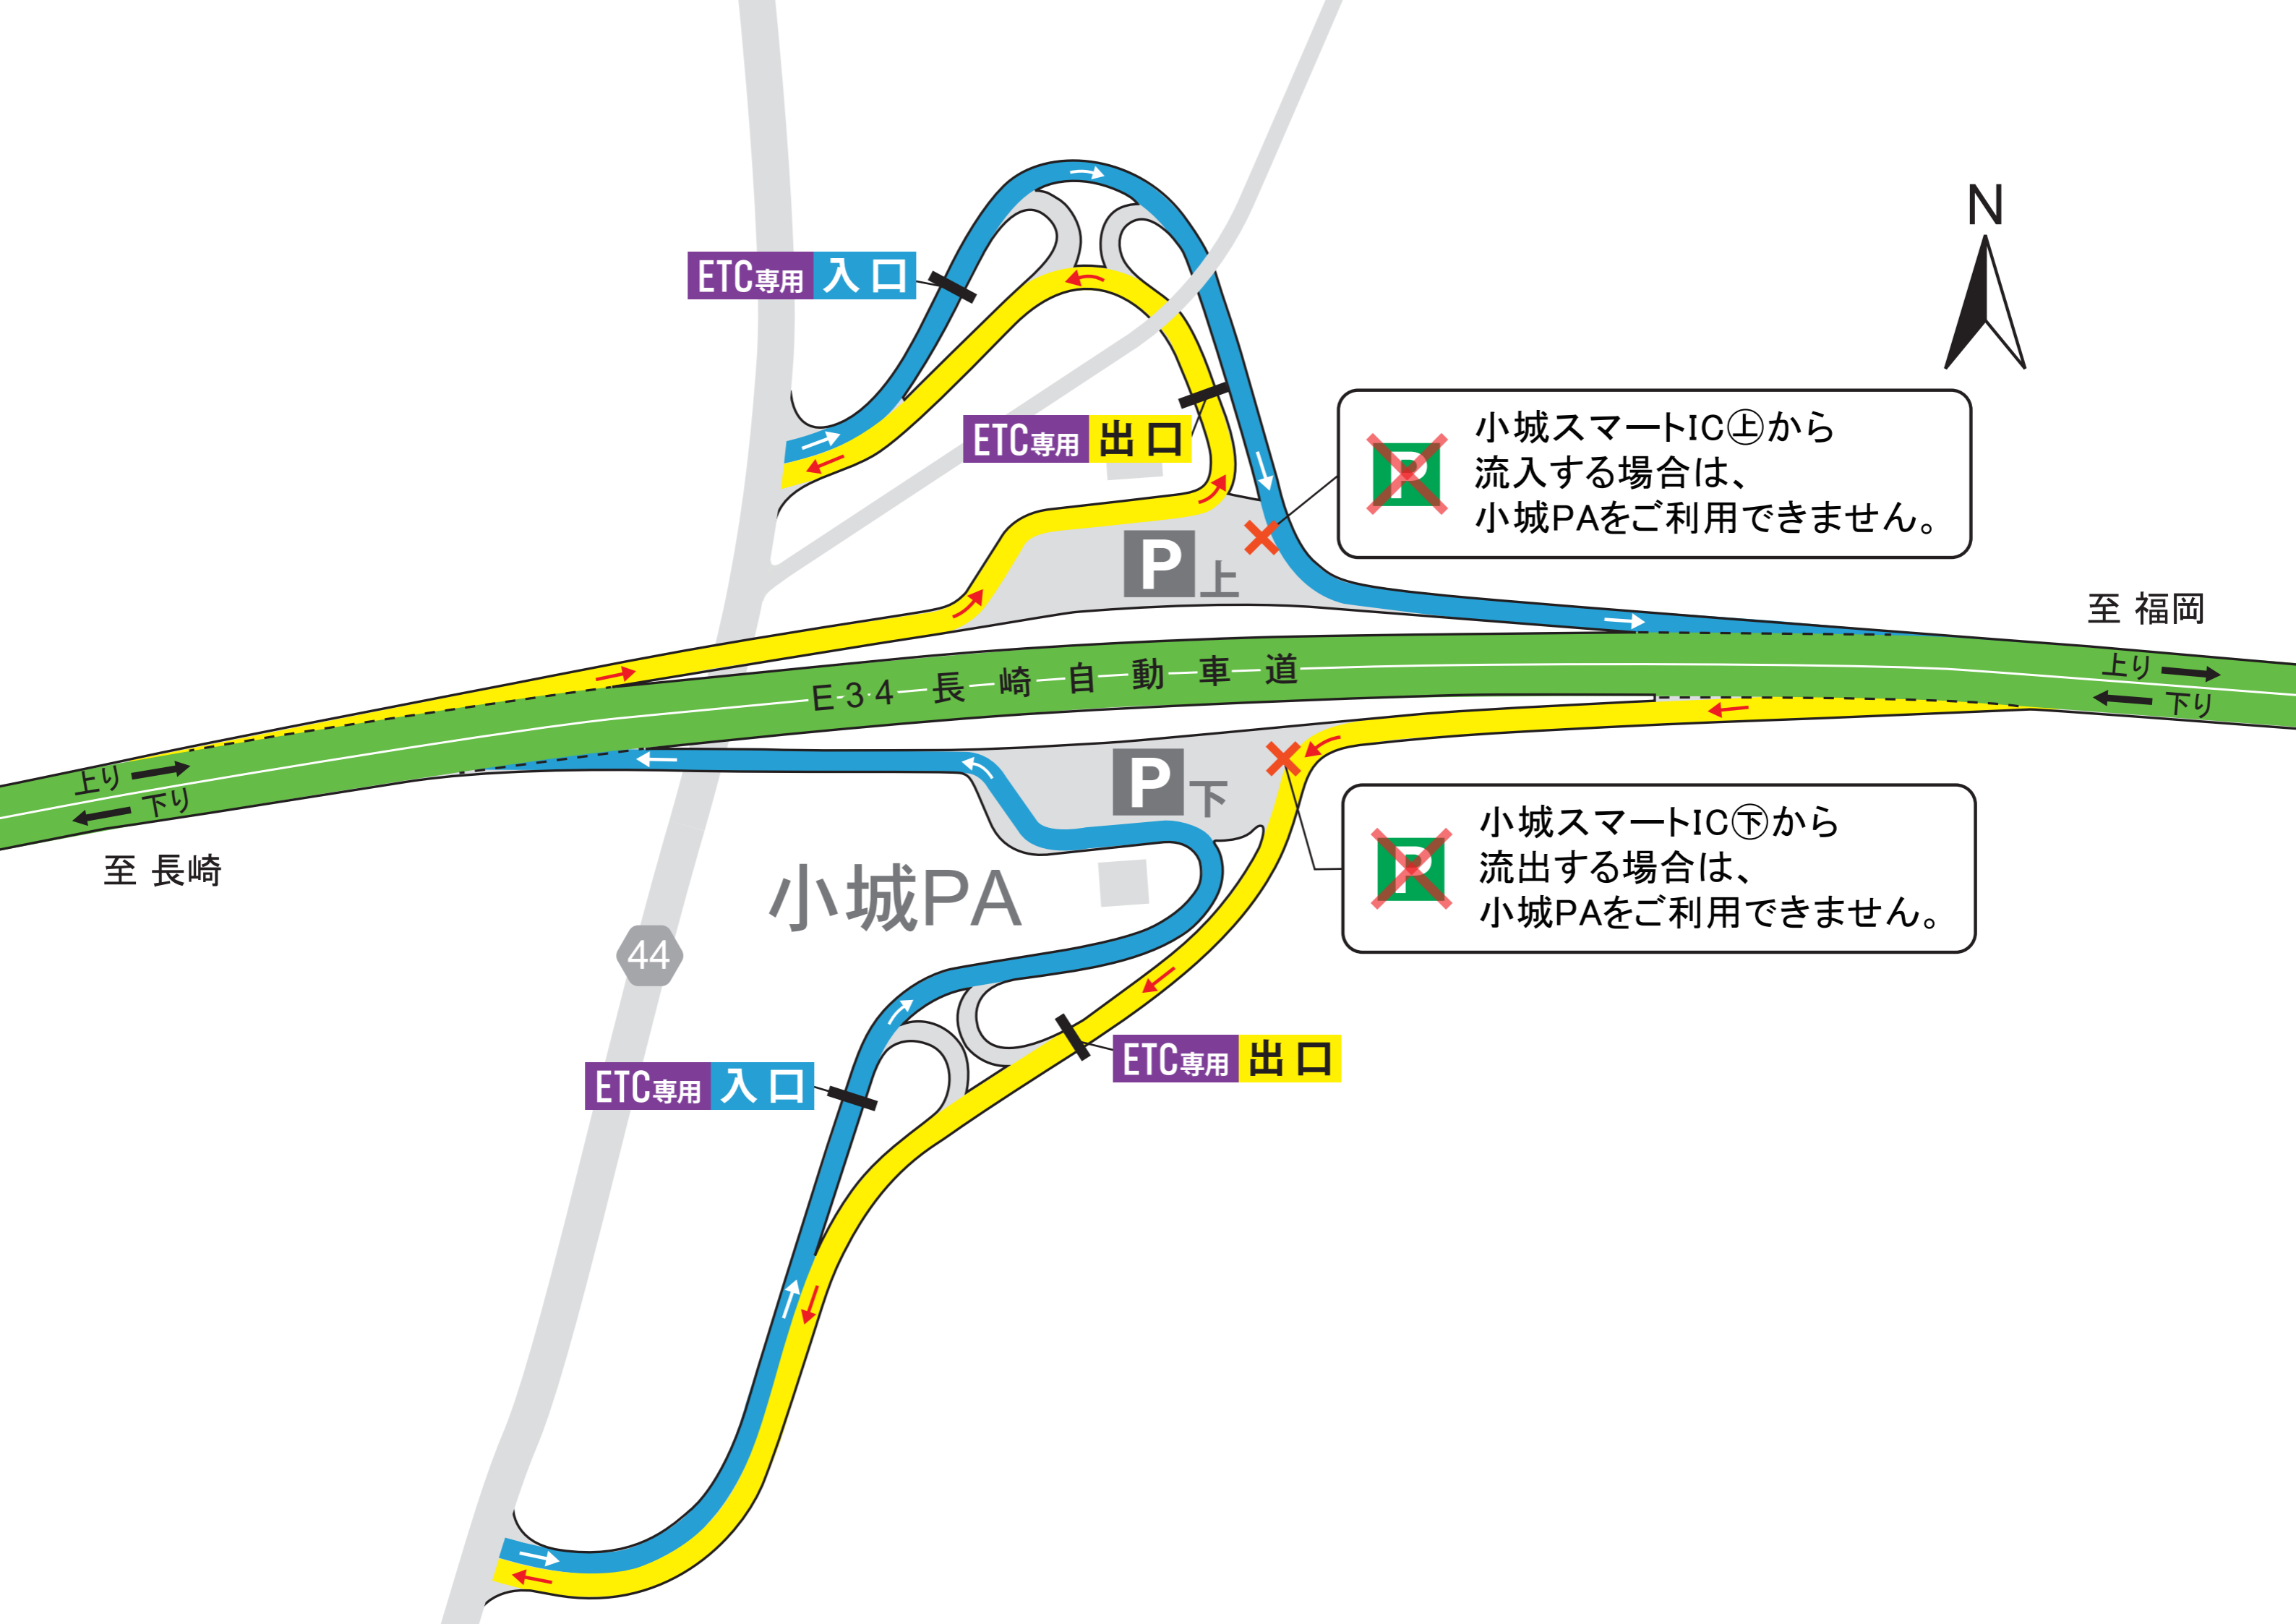 N
ETC専用 入口
ETC専用 出口
小城スマートIC㊤から
流入する場合は、
小城PAをご利用できません。
P
P上
至 福岡
上り
下り
E34 長崎自動車道
上り
下り
至 長崎
P下
小城スマートIC㊦から
流出する場合は、
小城PAをご利用できません。
P
小城PA
44
ETC専用 出口
ETC専用 入口